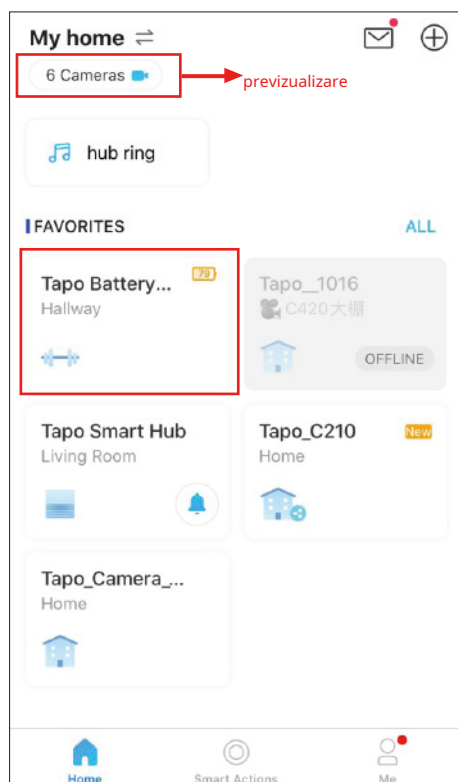 My home
6 Cameras
previzualizare
hub ring
FAVORITES
ALL
Tapo Battery...
79
Hallway
Tapo__1016
C420大棚
OFFLINE
Tapo Smart Hub
Living Room
Tapo_C210
New
Home
Tapo_Camera_...
Home
Home
Smart Actions
Me